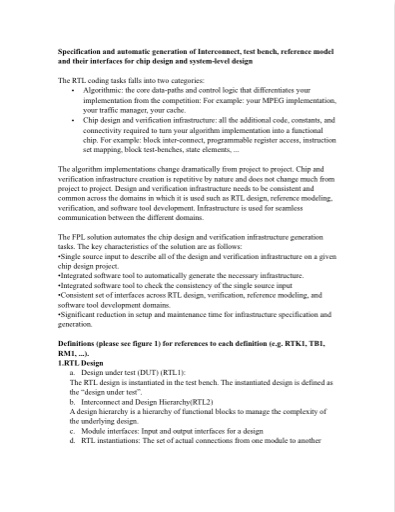 Specification and automatic generation of Interconnect, test bench, reference model
and their interfaces for chip design and system-level design
The RTL coding tasks falls into two categories:
• Algorithmic: the core data-paths and control logic that differentiates your
implementation from the competition: For example: your MPEG implementation,
your traffic manager, your cache.
• Chip design and verification infrastructure: all the additional code, constants, and
connectivity required to turn your algorithm implementation into a functional
chip. For example: block inter-connect, programmable register access, instruction
set mapping, block test-benches, state elements, ...
The algorithm implementations change dramatically from project to project. Chip and
verification infrastructure creation is repetitive by nature and does not change much from
project to project. Design and verification infrastructure needs to be consistent and
common across the domains in which it is used such as RTL design, reference modeling,
verification, and software tool development. Infrastructure is used for seamless
communication between the different domains.
The FPL solution automates the chip design and verification infrastructure generation
tasks. The key characteristics of the solution are as follows:
•Single source input to describe all of the design and verification infrastructure on a given
chip design project.
•Integrated software tool to automatically generate the necessary infrastructure.
•Integrated software tool to check the consistency of the single source input
•Consistent set of interfaces across RTL design, verification, reference modeling, and
software tool development domains.
•Significant reduction in setup and maintenance time for infrastructure specification and
generation.
Definitions (please see figure 1) for references to each definition (e.g. RTK1, TB1,
RM1, ...).
1.RTL Design
a. Design under test (DUT) (RTL1):
The RTL design is instantiated in the test bench. The instantiated design is defined as
the “design under test”.
b. Interconnect and Design Hierarchy(RTL2)
A design hierarchy is a hierarchy of functional blocks to manage the complexity of
the underlying design.
c. Module interfaces: Input and output interfaces for a design
d. RTL instantiations: The set of actual connections from one module to another